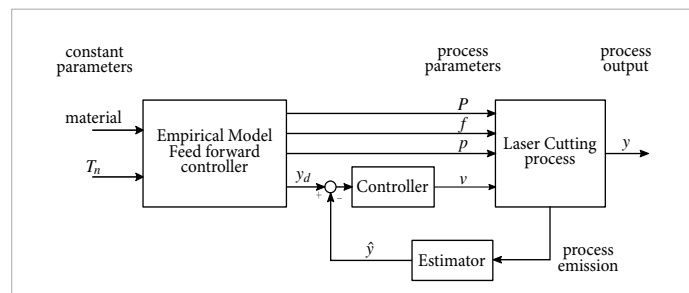 constant
parameters
process
parameters
process
output
material
T_n
Empirical Model
Feed forward
controller
P
f
p
y_d
+
−
Controller
v
Laser Cutting
process
y
ŷ
Estimator
process
emission